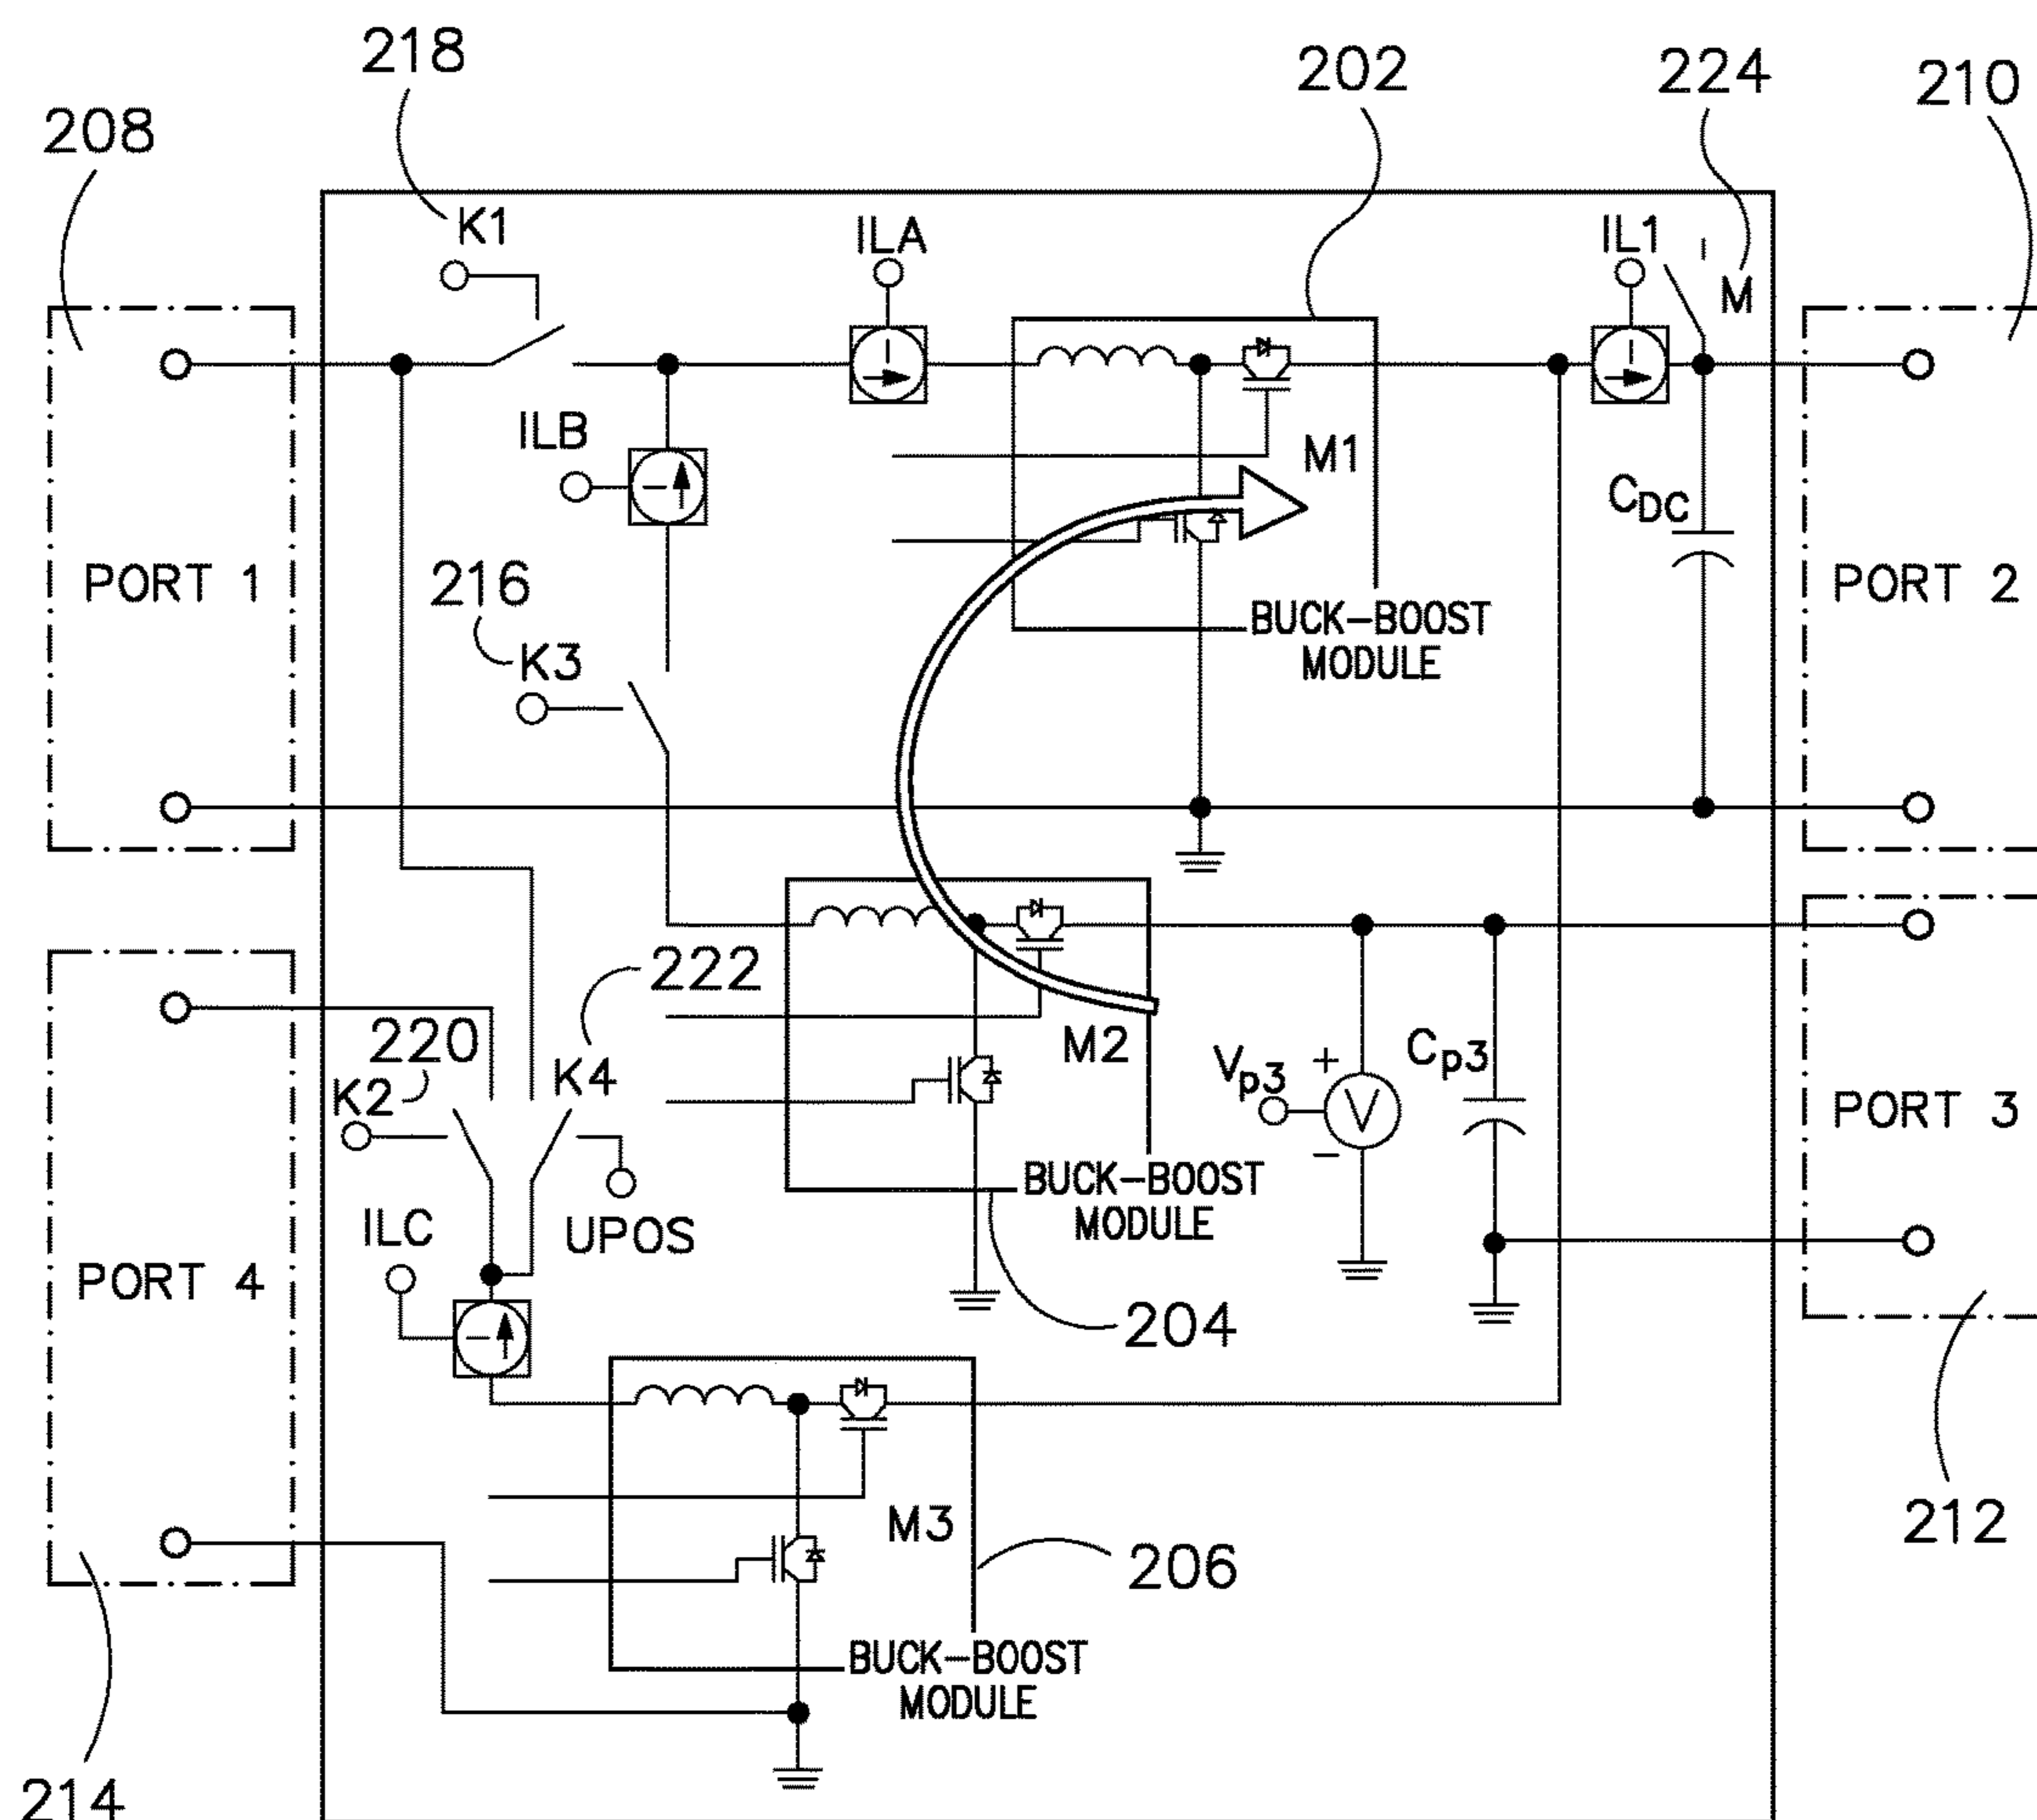 218
202
224
210
208
K1
ILA
IL1
M
ILB
M1
CDC
PORT 1
216
PORT 2
K3
BUCK-BOOST
MODULE
222
220
K2
K4
M2
Vp3
+
V
-
Cp3
PORT 3
BUCK-BOOST
MODULE
ILC
UPOS
PORT 4
204
M3
206
212
BUCK-BOOST
MODULE
214